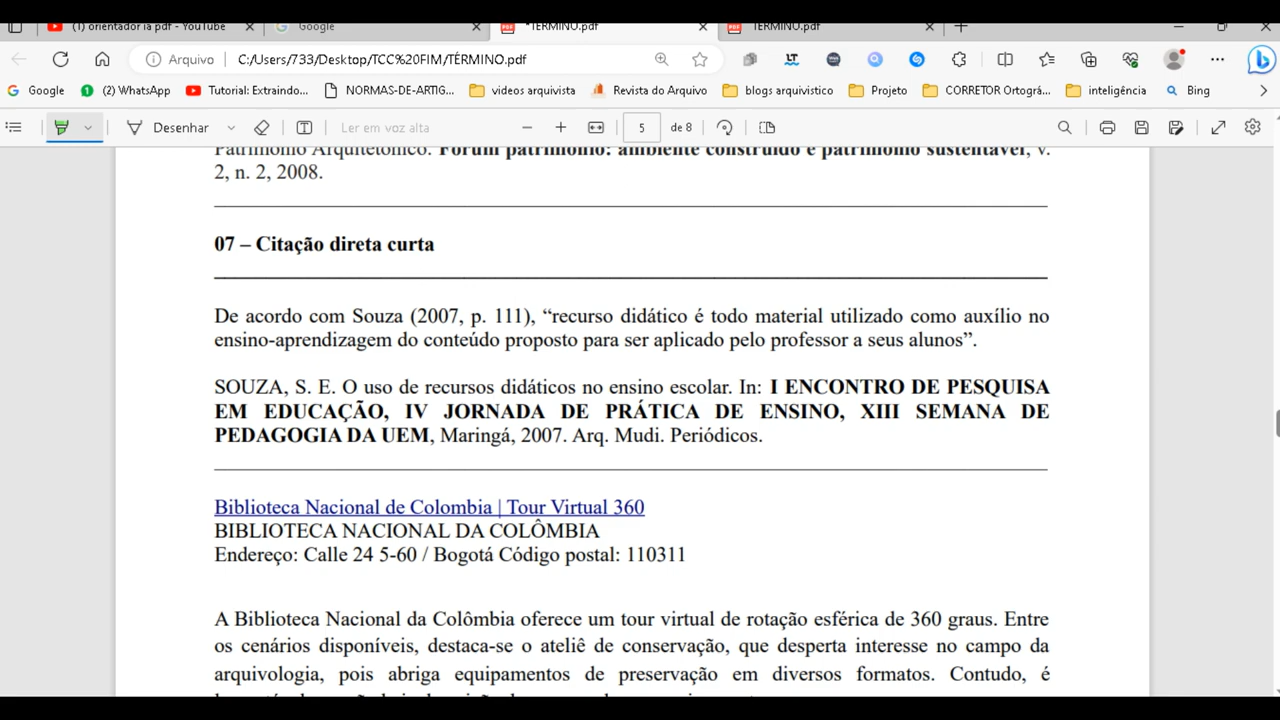 (1) orientador ia pdf - YouTube
Google
*TÉRMINO.pdf
TÉRMINO.pdf
Arquivo
C:/Users/733/Desktop/TCC%20FIM/TÉRMINO.pdf
Google
(2) WhatsApp
Tutorial: Extraindo...
NORMAS-DE-ARTIG...
videos arquivista
Revista do Arquivo
blogs arquivistico
Projeto
CORRETOR Ortográ...
inteligência
Bing
Desenhar
Ler em voz alta
5
de 8
Patrimônio Arquitetônico. Fórum patrimônio: ambiente construído e patrimônio sustentável, v.
2, n. 2, 2008.
07 – Citação direta curta
De acordo com Souza (2007, p. 111), “recurso didático é todo material utilizado como auxílio no
ensino-aprendizagem do conteúdo proposto para ser aplicado pelo professor a seus alunos”.
SOUZA, S. E. O uso de recursos didáticos no ensino escolar. In: I ENCONTRO DE PESQUISA
EM EDUCAÇÃO, IV JORNADA DE PRÁTICA DE ENSINO, XIII SEMANA DE
PEDAGOGIA DA UEM, Maringá, 2007. Arq. Mudi. Periódicos.
Biblioteca Nacional de Colombia | Tour Virtual 360
BIBLIOTECA NACIONAL DA COLÔMBIA
Endereço: Calle 24 5-60 / Bogotá Código postal: 110311
A Biblioteca Nacional da Colômbia oferece um tour virtual de rotação esférica de 360 graus. Entre
os cenários disponíveis, destaca-se o ateliê de conservação, que desperta interesse no campo da
arquivologia, pois abriga equipamentos de preservação em diversos formatos. Contudo, é